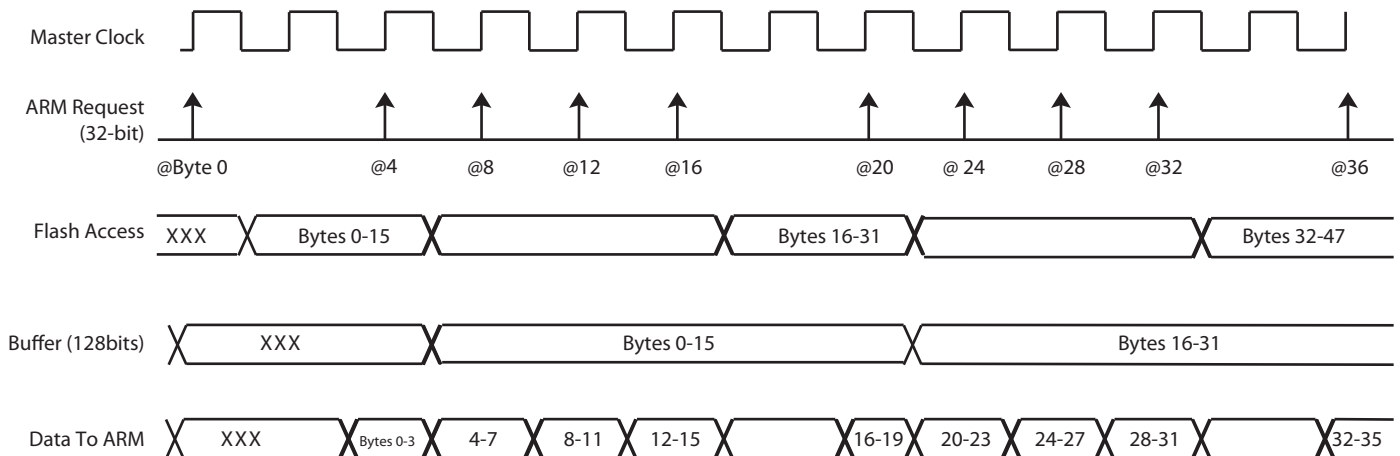 Master Clock
ARM Request
(32-bit)
@Byte 0 @4 @8 @12 @16 @20 @ 24 @28 @32 @36
Flash Access XXX Bytes 0-15 Bytes 16-31 Bytes 32-47
Buffer (128bits) XXX Bytes 0-15 Bytes 16-31
Data To ARM XXX Bytes 0-3 4-7 8-11 12-15 16-19 20-23 24-27 28-31 32-35